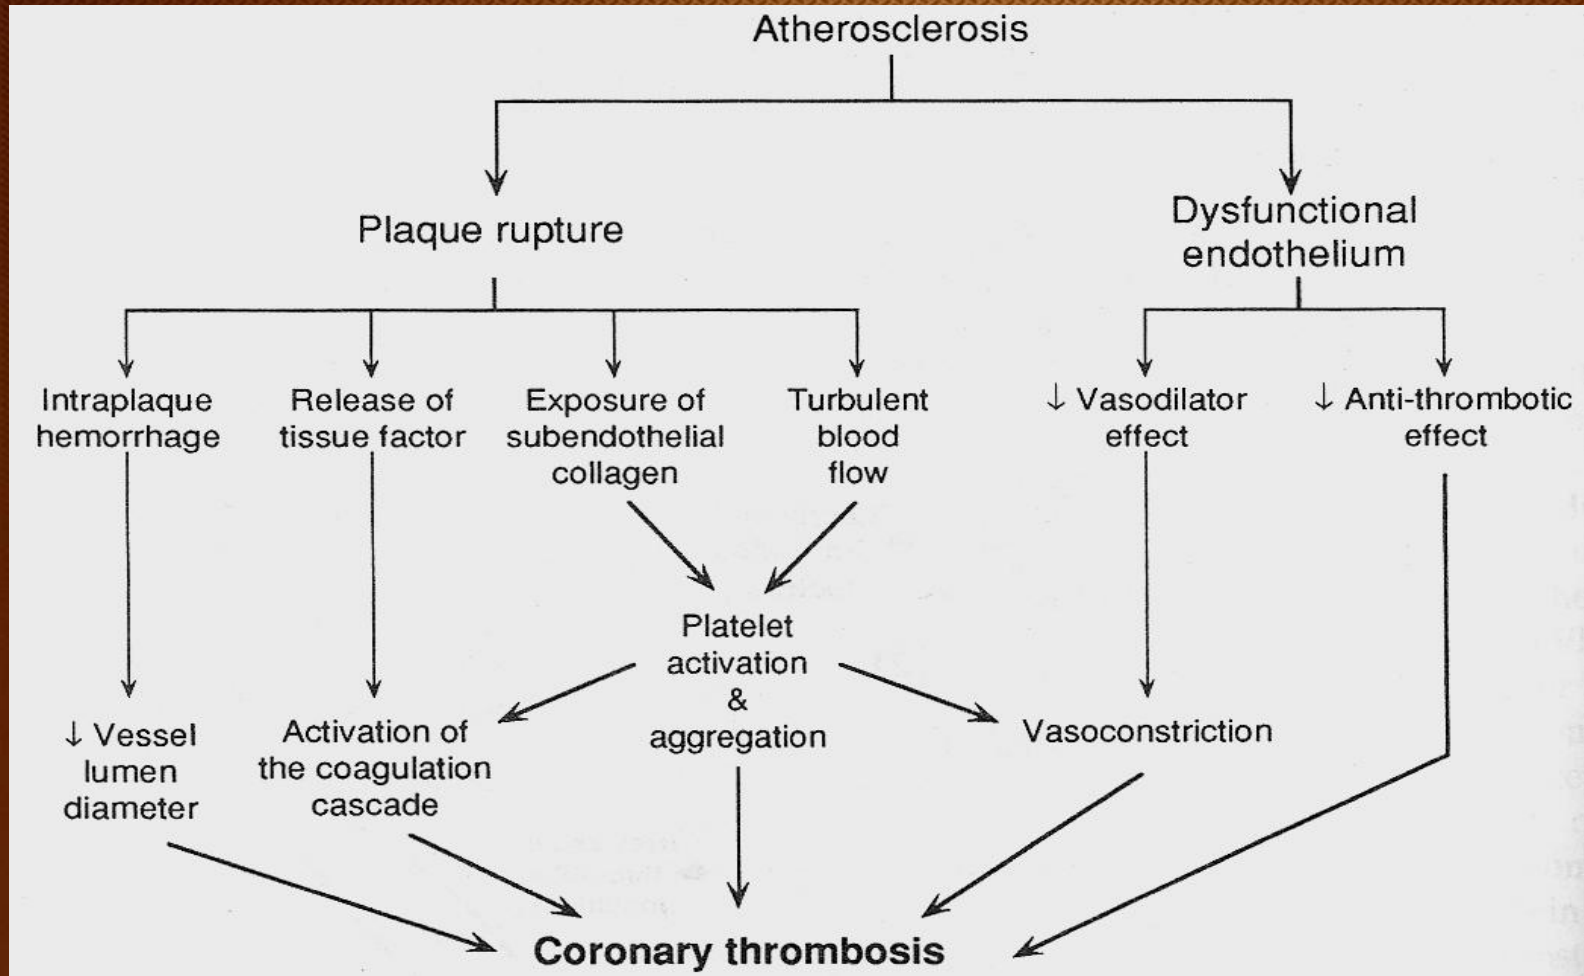 Atherosclerosis
Plaque rupture
Dysfunctional
endothelium
Intraplaque
hemorrhage
Release of
tissue factor
Exposure of
subendothelial
collagen
Turbulent
blood
flow
↓ Vasodilator
effect
↓ Anti-thrombotic
effect
Platelet
activation
&
aggregation
↓ Vessel
lumen
diameter
Activation of
the coagulation
cascade
Vasoconstriction
Coronary thrombosis